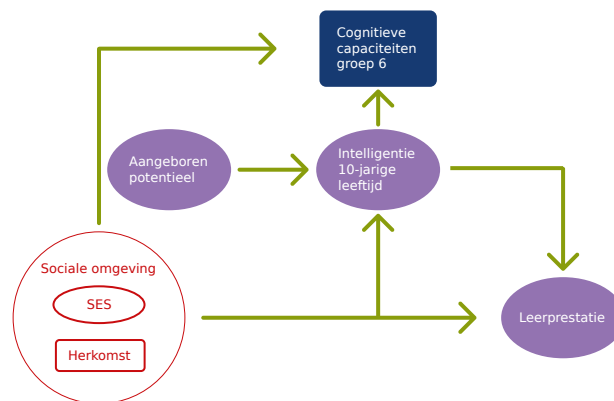 Cognitieve
capaciteiten
groep 6
Aangeboren
potentieel
Intelligentie
10-jarige
leeftijd
Sociale omgeving
SES
Herkomst
Leerprestatie